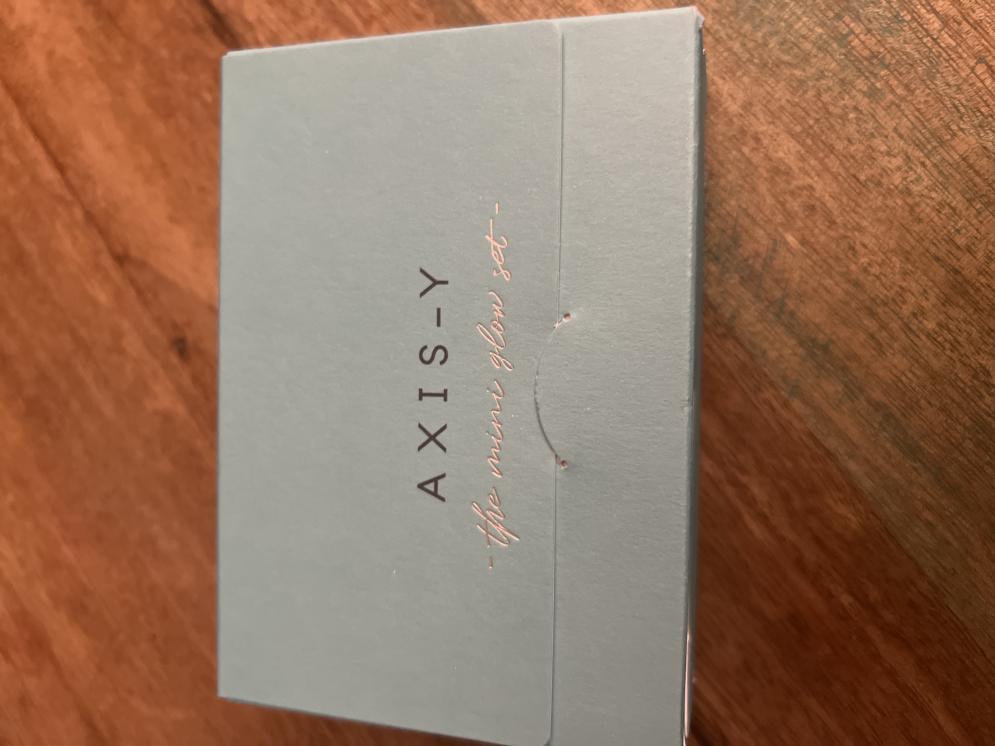 AXIS-Y
- the mini glow set -